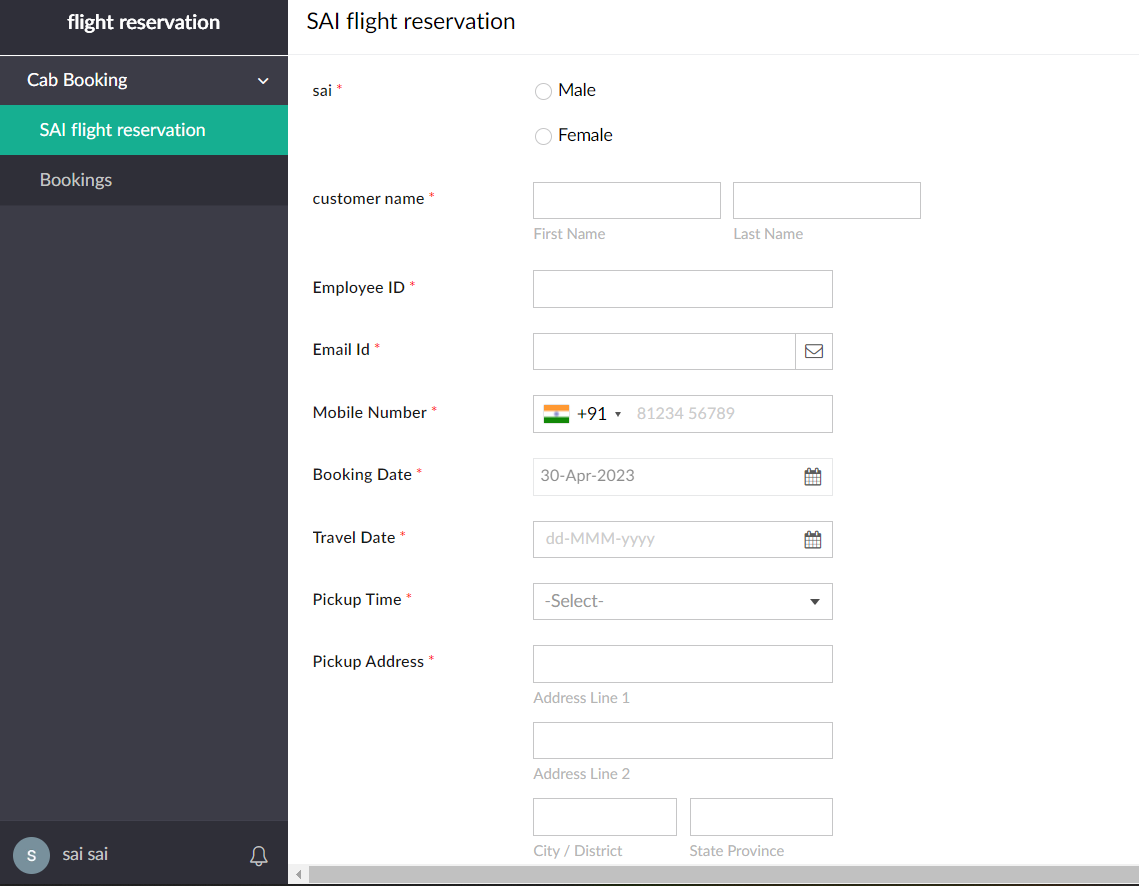 flight reservation
SAI flight reservation
Cab Booking
SAI flight reservation
Bookings
sai *
Male
Female
customer name *
First Name Last Name
Employee ID *
Email Id *
Mobile Number * +91 81234 56789
Booking Date * 30-Apr-2023
Travel Date * dd-MMM-yyyy
Pickup Time * -Select-
Pickup Address *
Address Line 1
Address Line 2
City / District State Province
S sai sai